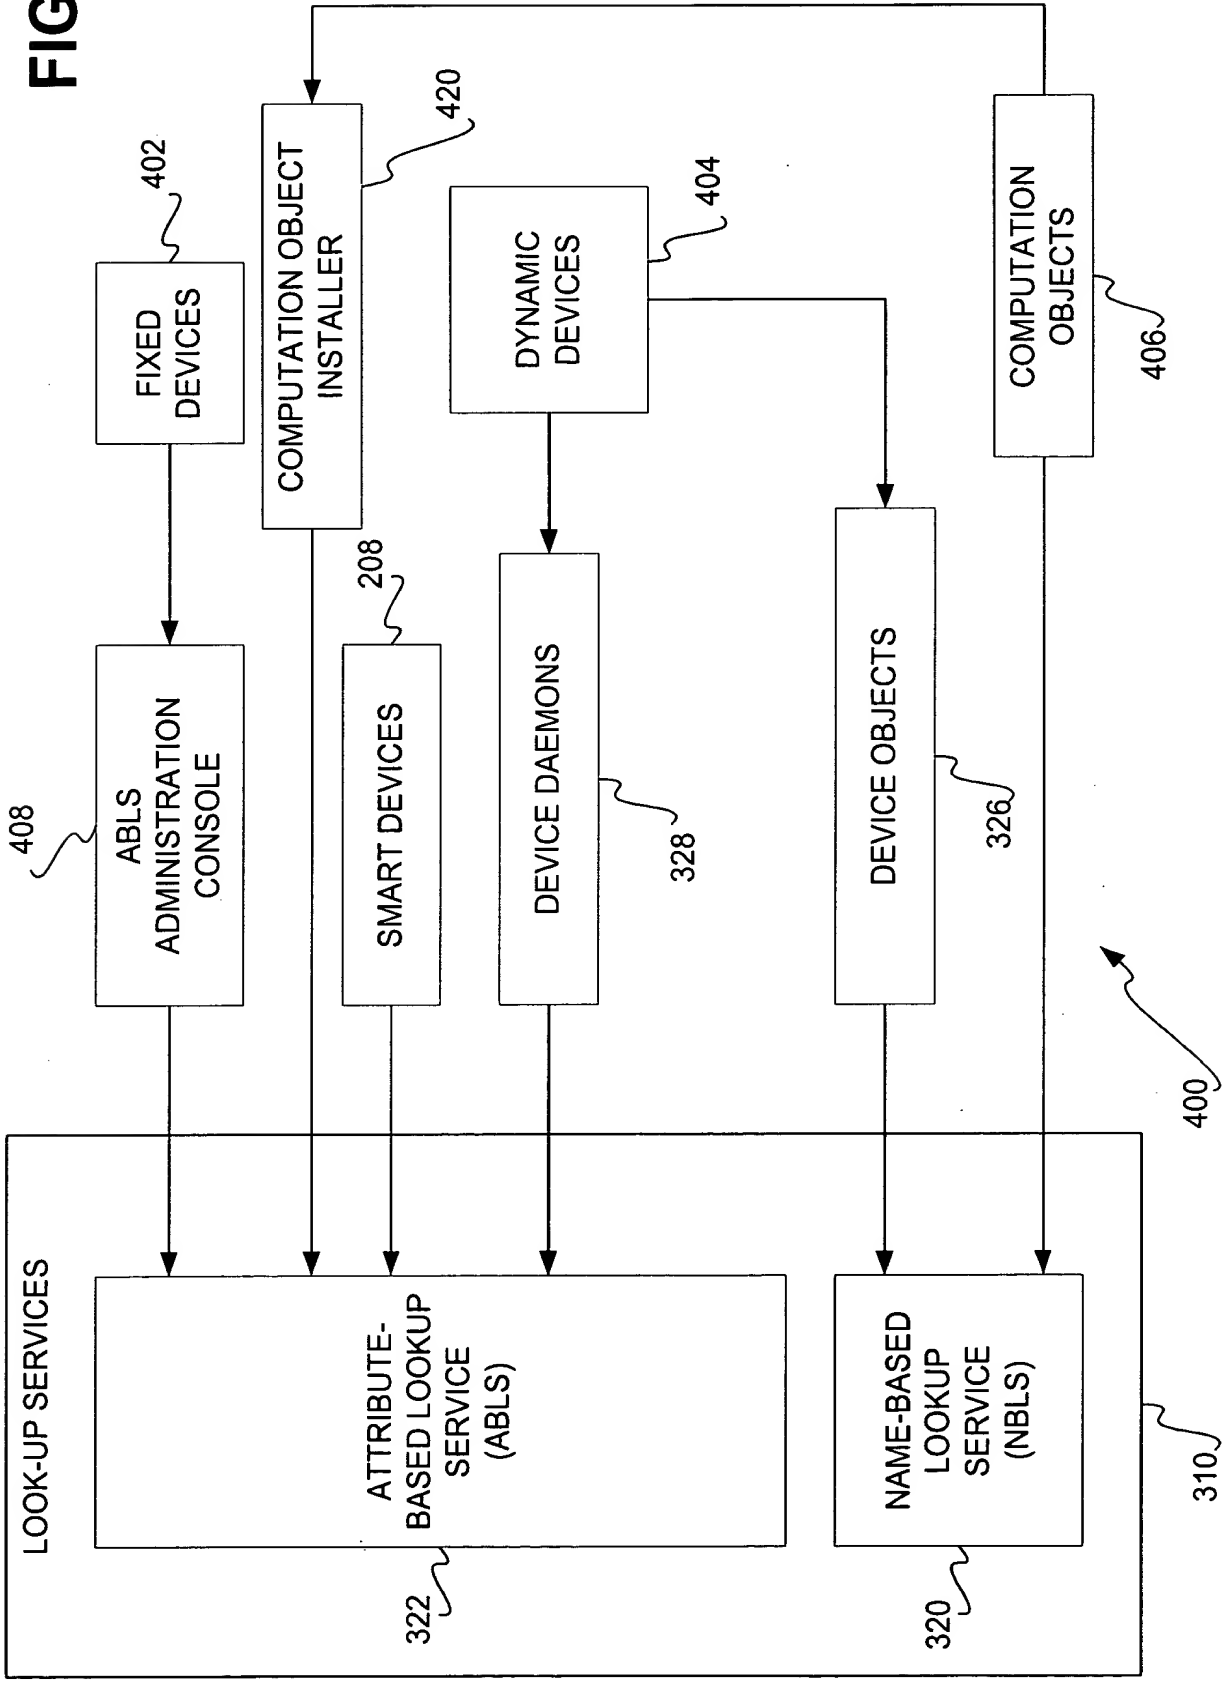 FIG
LOOK-UP SERVICES
ATTRIBUTE-
BASED LOOKUP
SERVICE
(ABLS)
322
NAME-BASED
LOOKUP
SERVICE
(NBLS)
320
310
408
ABLS
ADMINISTRATION
CONSOLE
FIXED
DEVICES
402
COMPUTATION OBJECT
INSTALLER
420
SMART DEVICES
208
DEVICE DAEMONS
328
DYNAMIC
DEVICES
404
DEVICE OBJECTS
326
COMPUTATION
OBJECTS
406
400